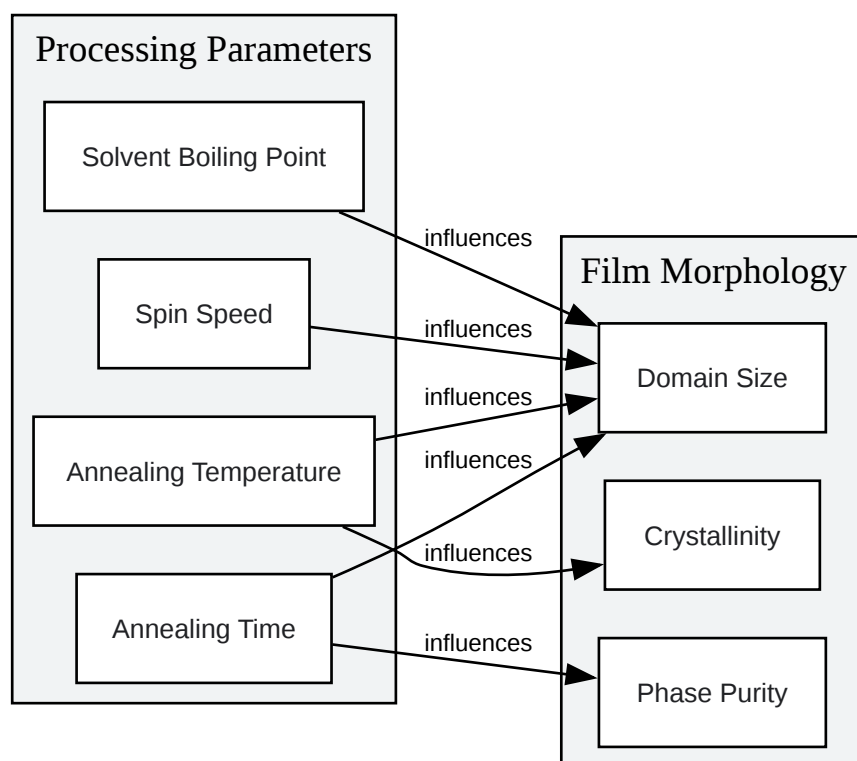 Processing Parameters
Solvent Boiling Point
Spin Speed
Annealing Temperature
Annealing Time
influences
influences
influences
influences
influences
influences
Film Morphology
Domain Size
Crystallinity
Phase Purity